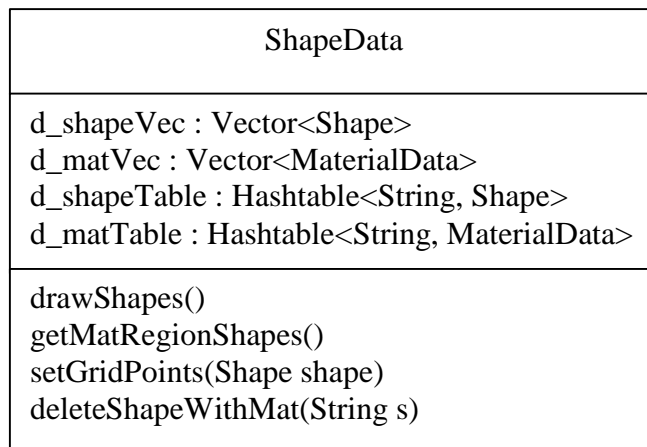 ShapeData
d_shapeVec : Vector<Shape>
d_matVec : Vector<MaterialData>
d_shapeTable : Hashtable<String, Shape>
d_matTable : Hashtable<String, MaterialData>
drawShapes()
getMatRegionShapes()
setGridPoints(Shape shape)
deleteShapeWithMat(String s)